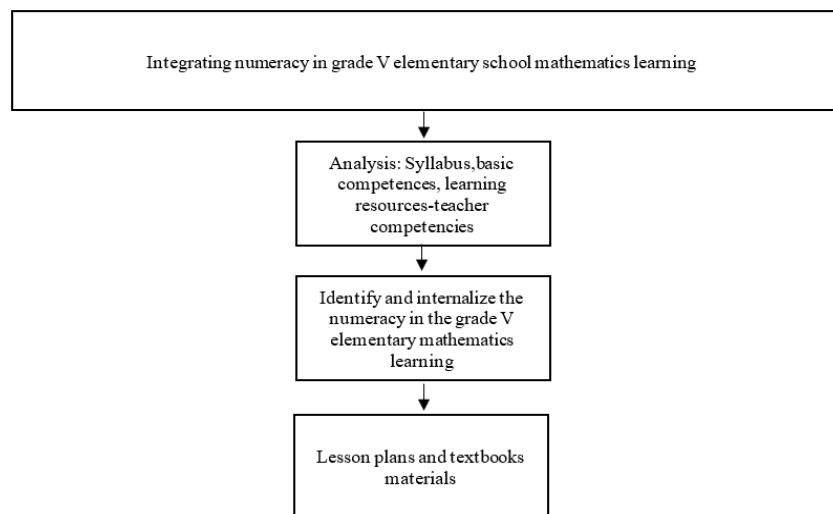 Integrating numeracy in grade V elementary school mathematics learning
Analysis: Syllabus,basic
competences, learning
resources-teacher
competencies
Identify and internalize the
numeracy in the grade V
elementary mathematics
learning
Lesson plans and textbooks
materials